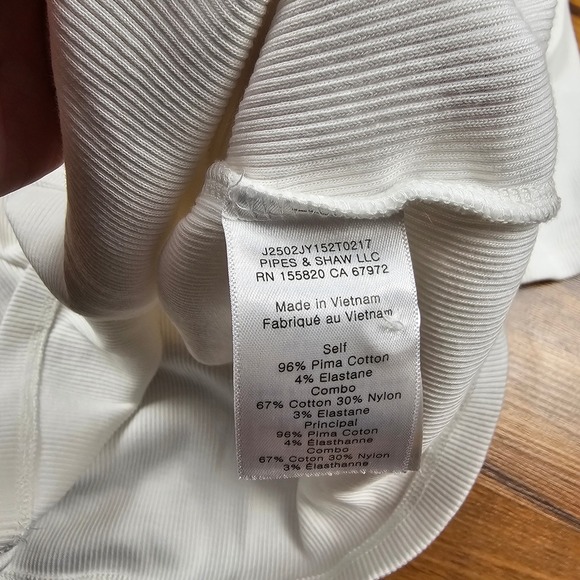 J2502JY152T0217
PIPES & SHAW LLC
RN 155820 CA 67972
Made in Vietnam
Fabriqué au Vietnam
Self
96% Pima Cotton
4% Elastane
Combo
67% Cotton 30% Nylon
3% Elastane
Principal
96% Pima Coton
4% Élasthanne
Combo
67% Coton 30% Nylon
3% Élasthanne